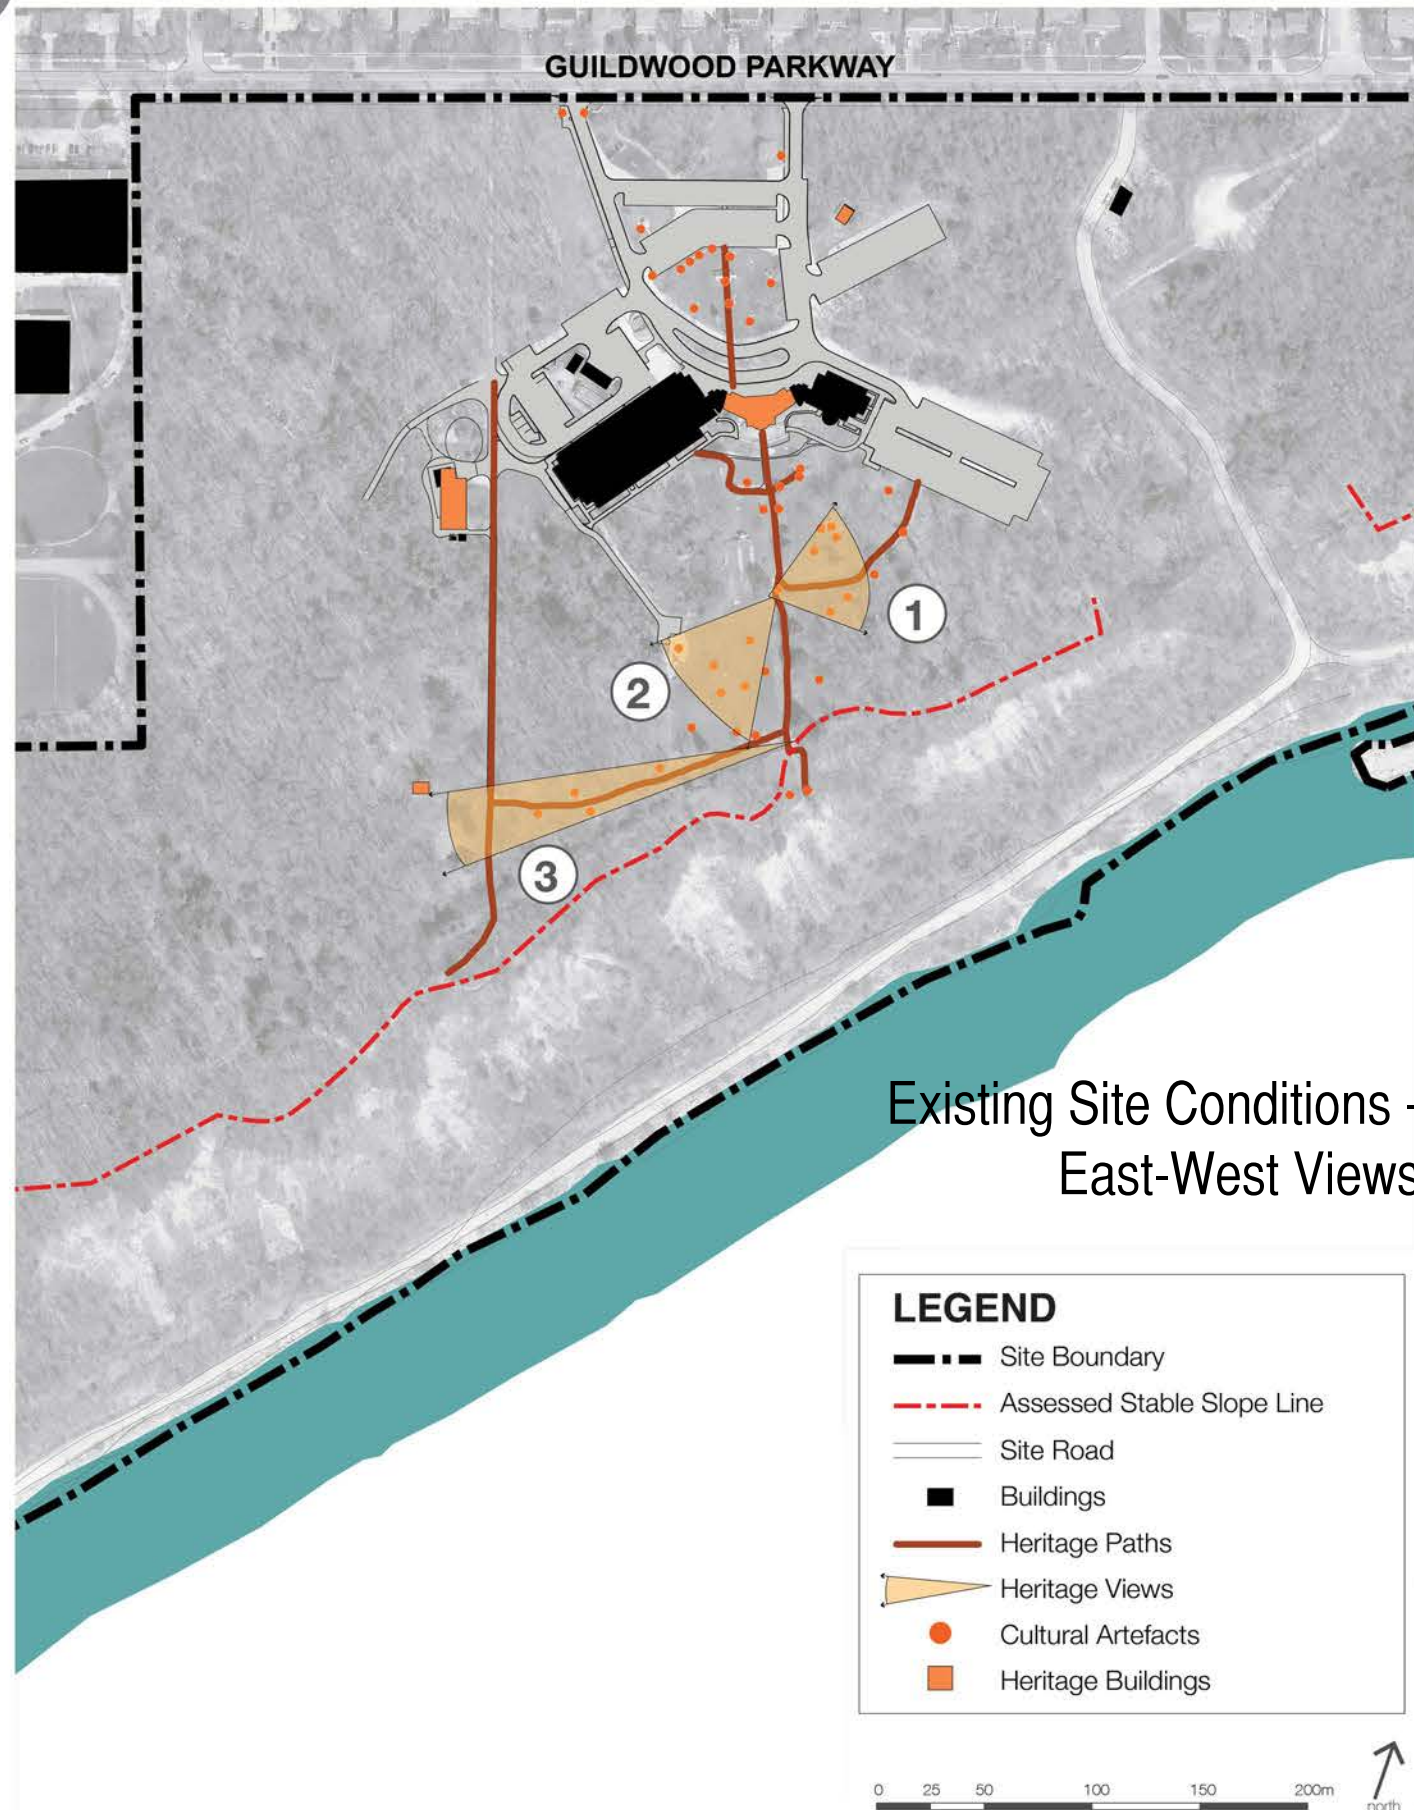 GUILDWOOD PARKWAY
1
2
3
Existing Site Conditions -
East-West Views
LEGEND
Site Boundary
Assessed Stable Slope Line
Site Road
Buildings
Heritage Paths
Heritage Views
Cultural Artefacts
Heritage Buildings
0 25 50 100 150 200m
north